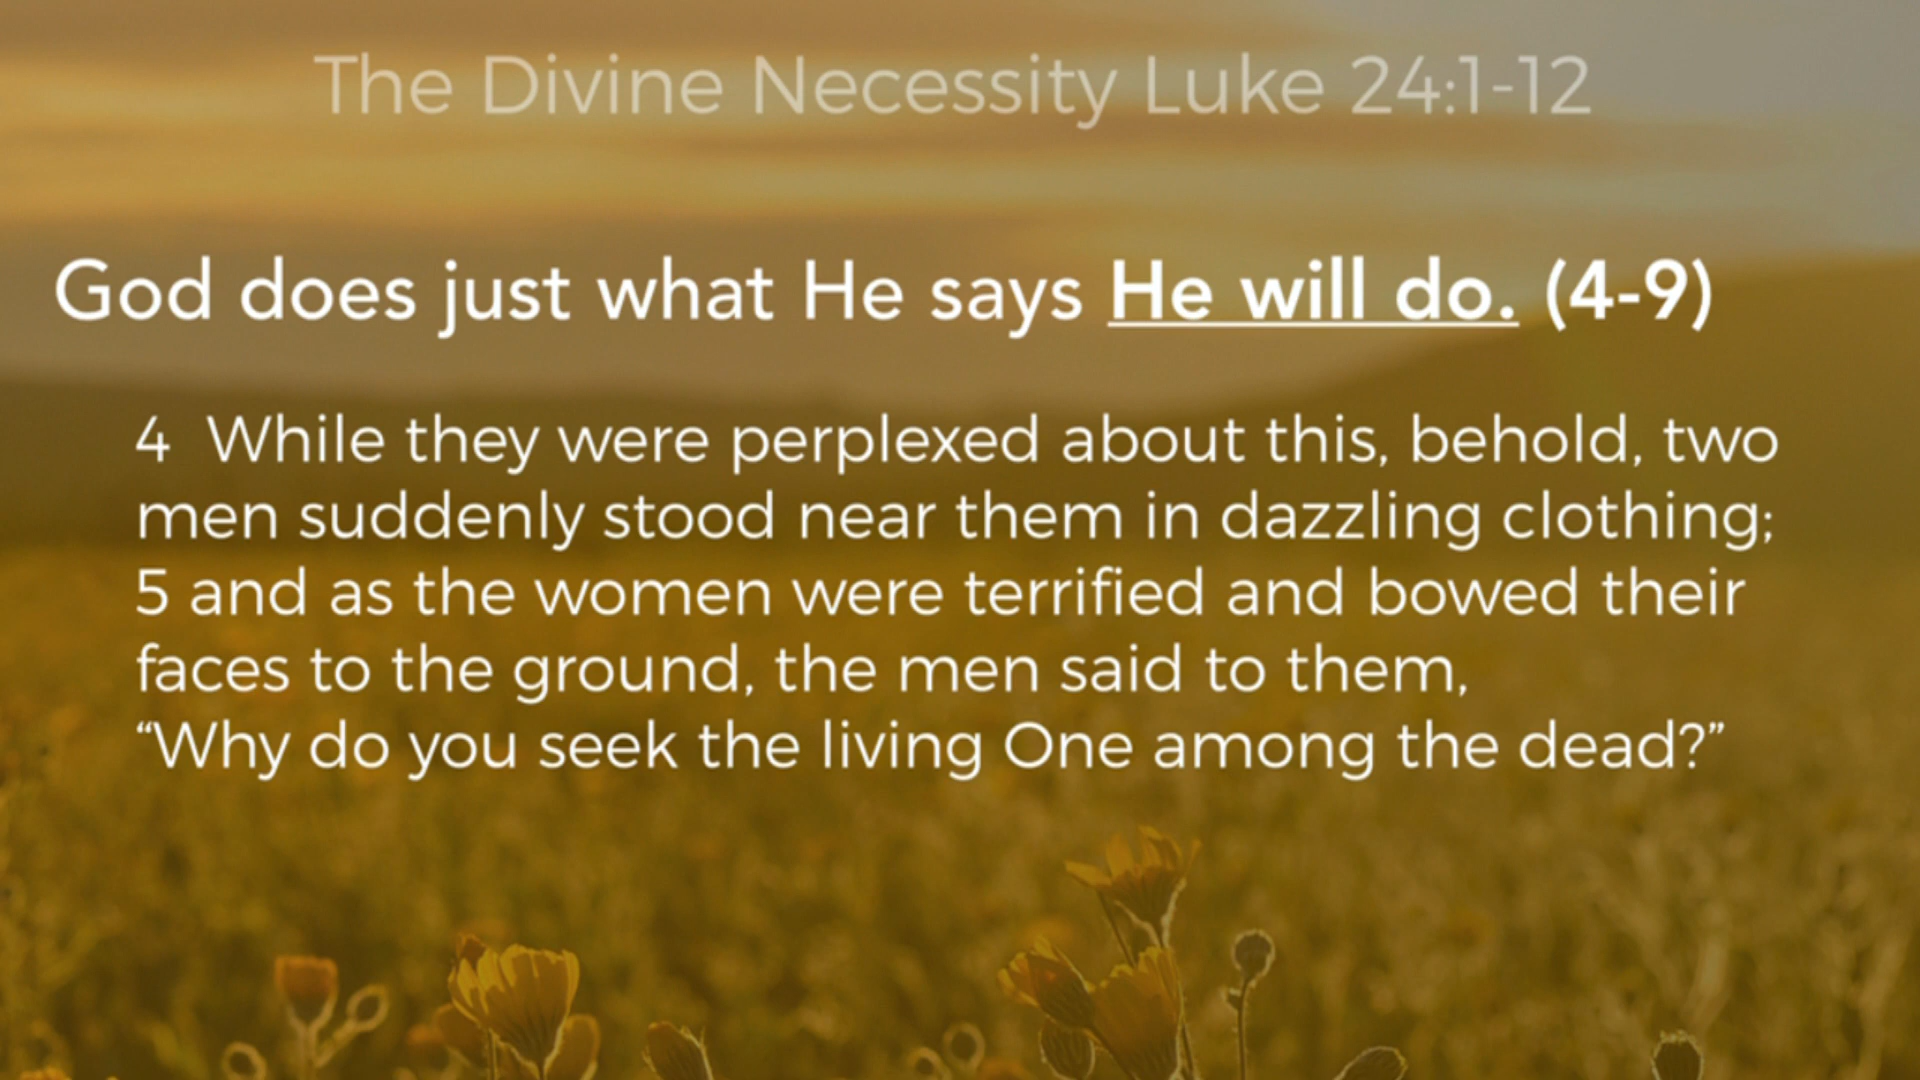 The Divine Necessity Luke 24:1-12
God does just what He says He will do. (4-9)
4 While they were perplexed about this, behold, two
men suddenly stood near them in dazzling clothing;
5 and as the women were terrified and bowed their
faces to the ground, the men said to them,
“Why do you seek the living One among the dead?”